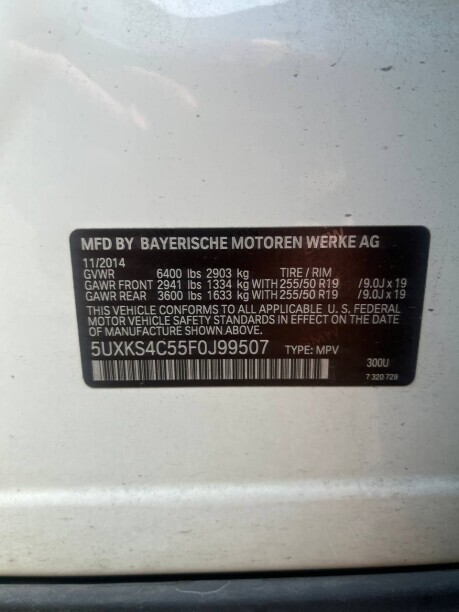 MFD BY BAYERISCHE MOTOREN WERKE AG
11/2014
GVWR 6400 lbs 2903 kg TIRE / RIM
GAWR FRONT 2941 lbs 1334 kg WITH 255/50 R19 /9.0J x 19
GAWR REAR 3600 lbs 1633 kg WITH 255/50 R19 /9.0J x 19
THIS VEHICLE CONFORMS TO ALL APPLICABLE U. S. FEDERAL
MOTOR VEHICLE SAFETY STANDARDS IN EFFECT ON THE DATE
OF MANUFACTURE SHOWN ABOVE.
5UXKS4C55F0J99507 TYPE: MPV
300U
7 320 729